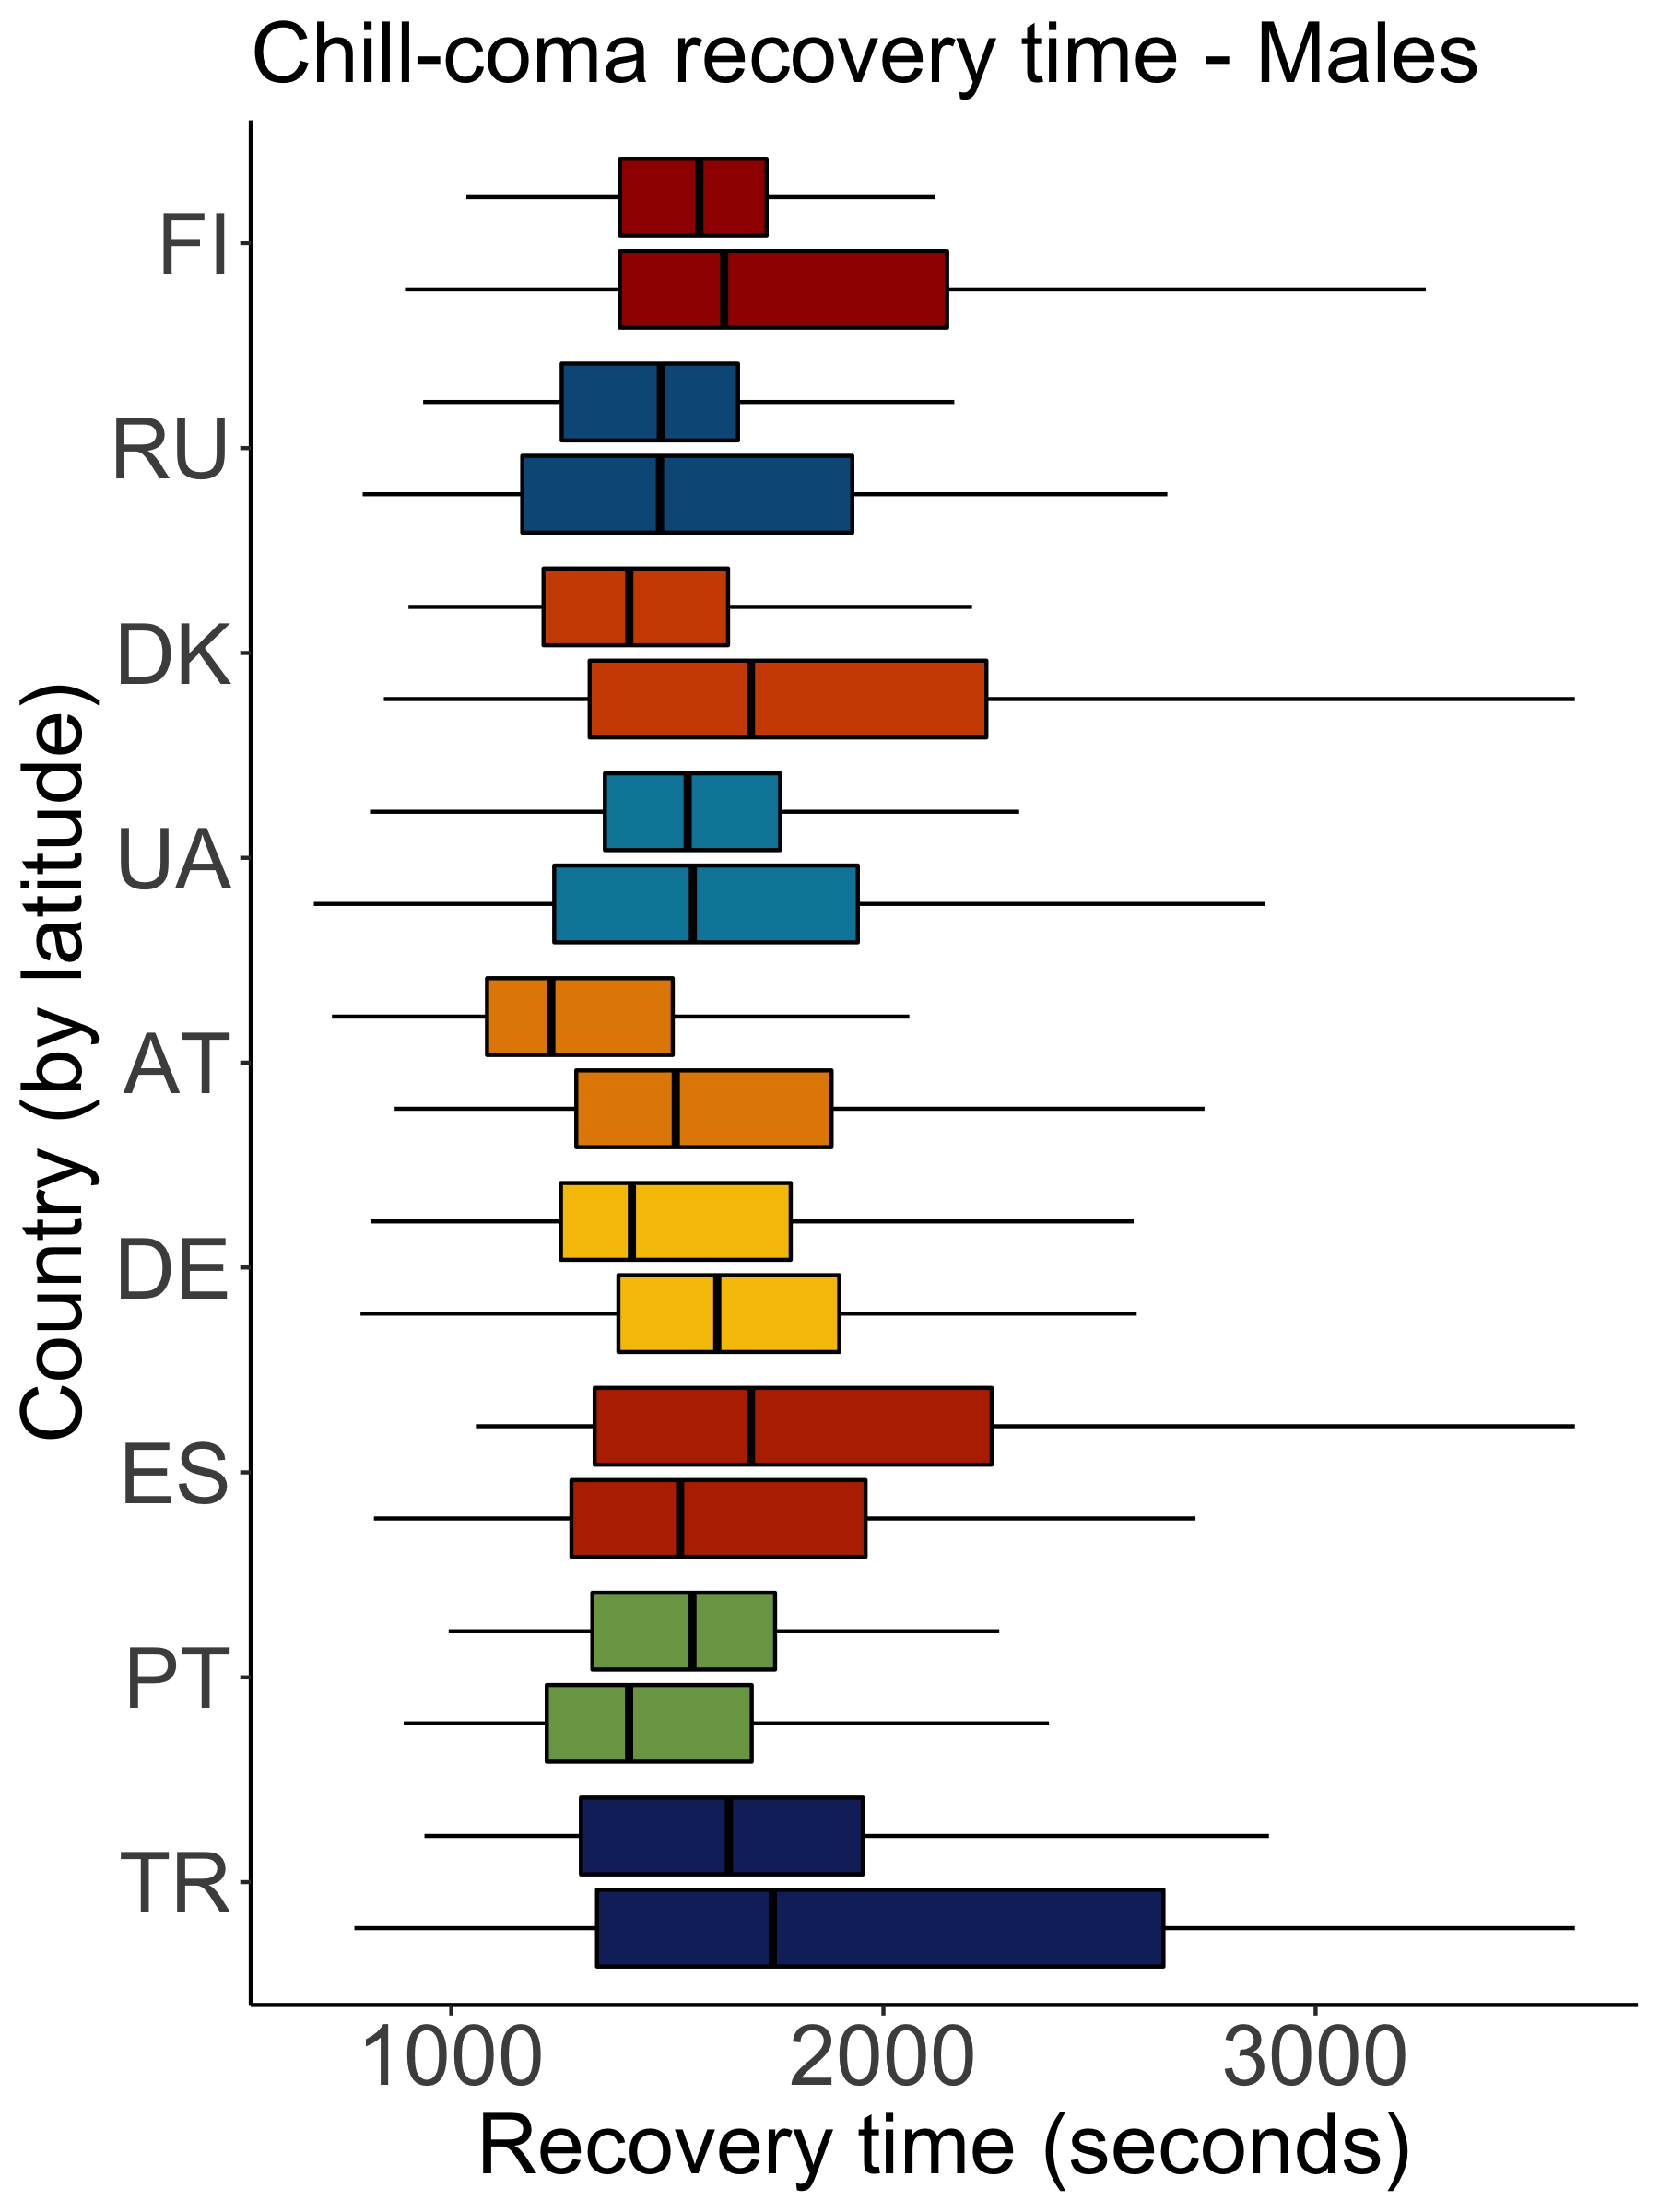 Chill-coma recovery time - Males
Country (by latitude)
FI
RU
DK
UA
AT
DE
ES
PT
TR
1000 2000 3000
Recovery time (seconds)